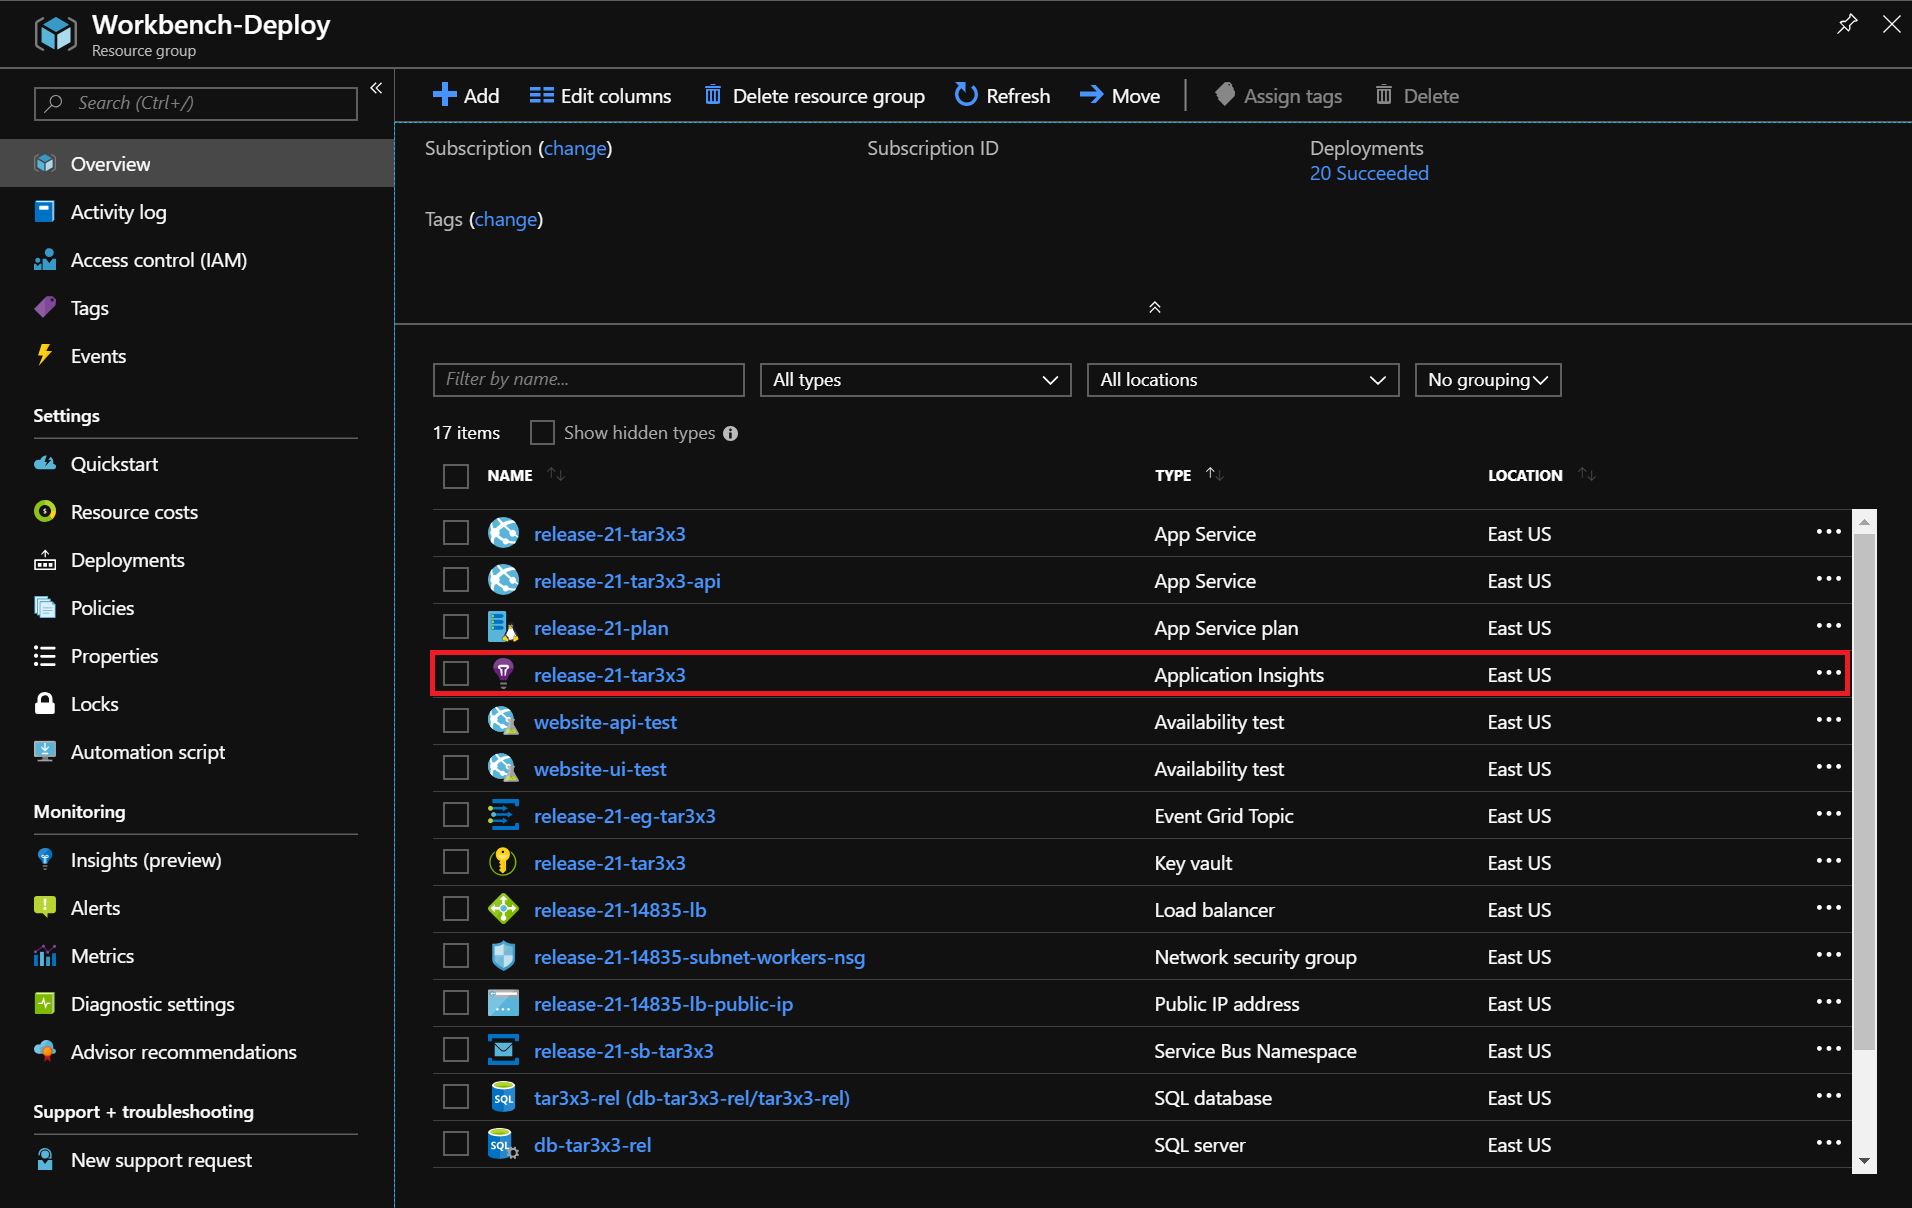 Workbench-Deploy
Resource group
Search (Ctrl+/)
Overview
Activity log
Access control (IAM)
Tags
Events
Settings
Quickstart
Resource costs
Deployments
Policies
Properties
Locks
Automation script
Monitoring
Insights (preview)
Alerts
Metrics
Diagnostic settings
Advisor recommendations
Support + troubleshooting
New support request
Add Edit columns Delete resource group Refresh Move Assign tags Delete
Subscription (change) Subscription ID Deployments
20 Succeeded
Tags (change)
Filter by name... All types All locations No grouping
17 items Show hidden types
NAME TYPE LOCATION
release-21-tar3x3 App Service East US
release-21-tar3x3-api App Service East US
release-21-plan App Service plan East US
release-21-tar3x3 Application Insights East US
website-api-test Availability test East US
website-ui-test Availability test East US
release-21-eg-tar3x3 Event Grid Topic East US
release-21-tar3x3 Key vault East US
release-21-14835-lb Load balancer East US
release-21-14835-subnet-workers-nsg Network security group East US
release-21-14835-lb-public-ip Public IP address East US
release-21-sb-tar3x3 Service Bus Namespace East US
SQL tar3x3-rel (db-tar3x3-rel/tar3x3-rel) SQL database East US
SQL db-tar3x3-rel SQL server East US